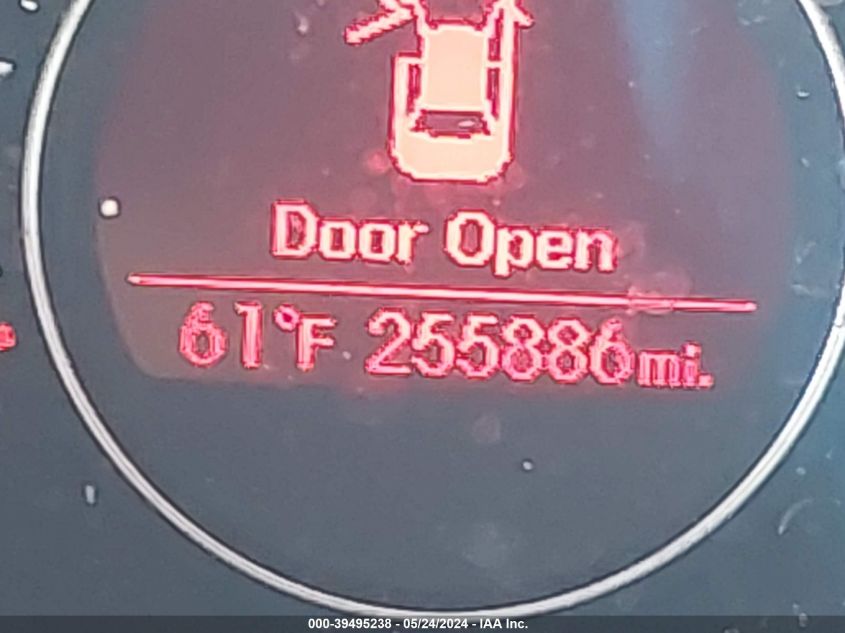 Door Open
61°F 255886mi.
000-39495238 - 05/24/2024 - IAA Inc.